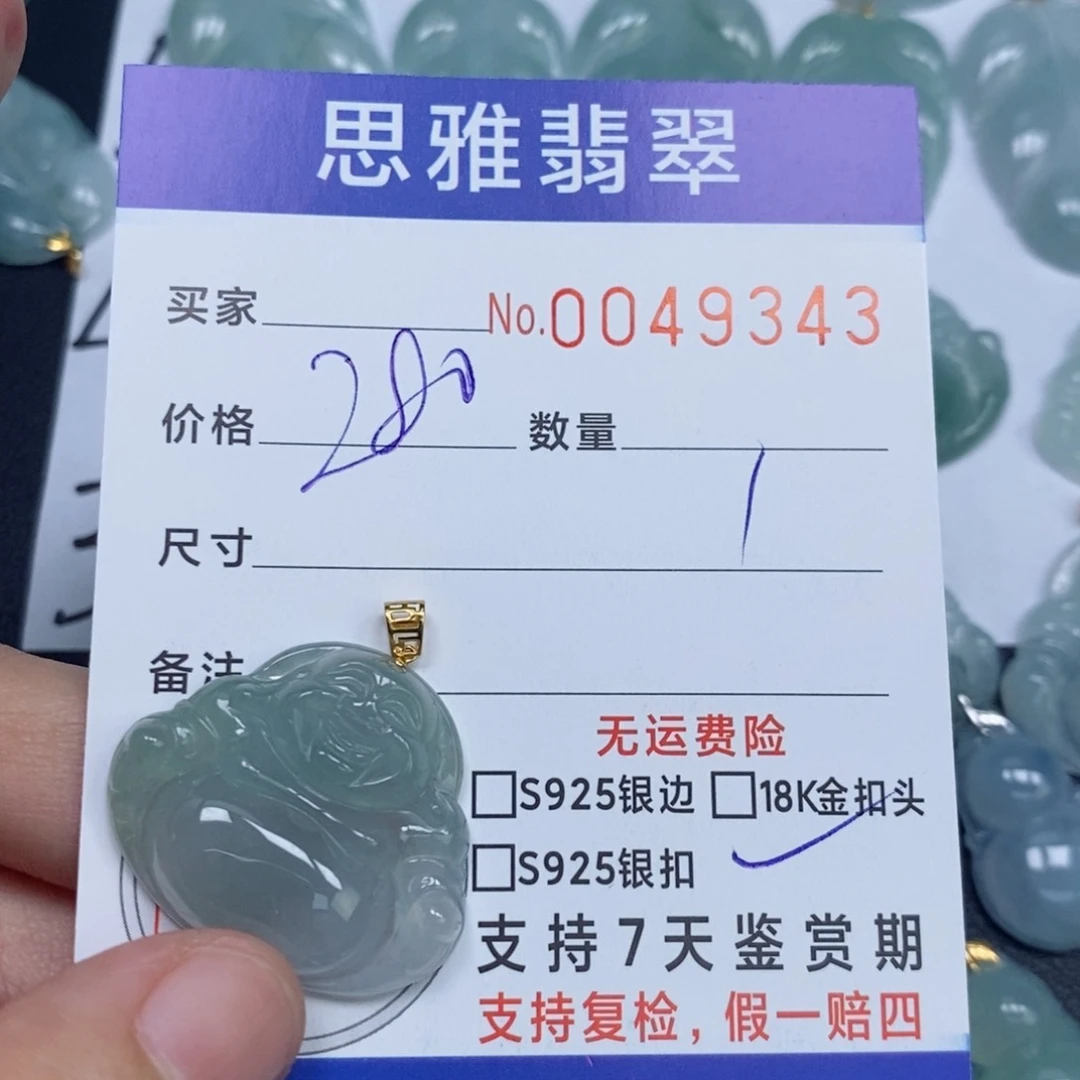 思雅翡翠
买家 No.0049343
价格 280 数量 1
尺寸
备注
无运费险
S925银边 18K金扣头
S925银扣
支持7天鉴赏期
支持复检，假一赔四